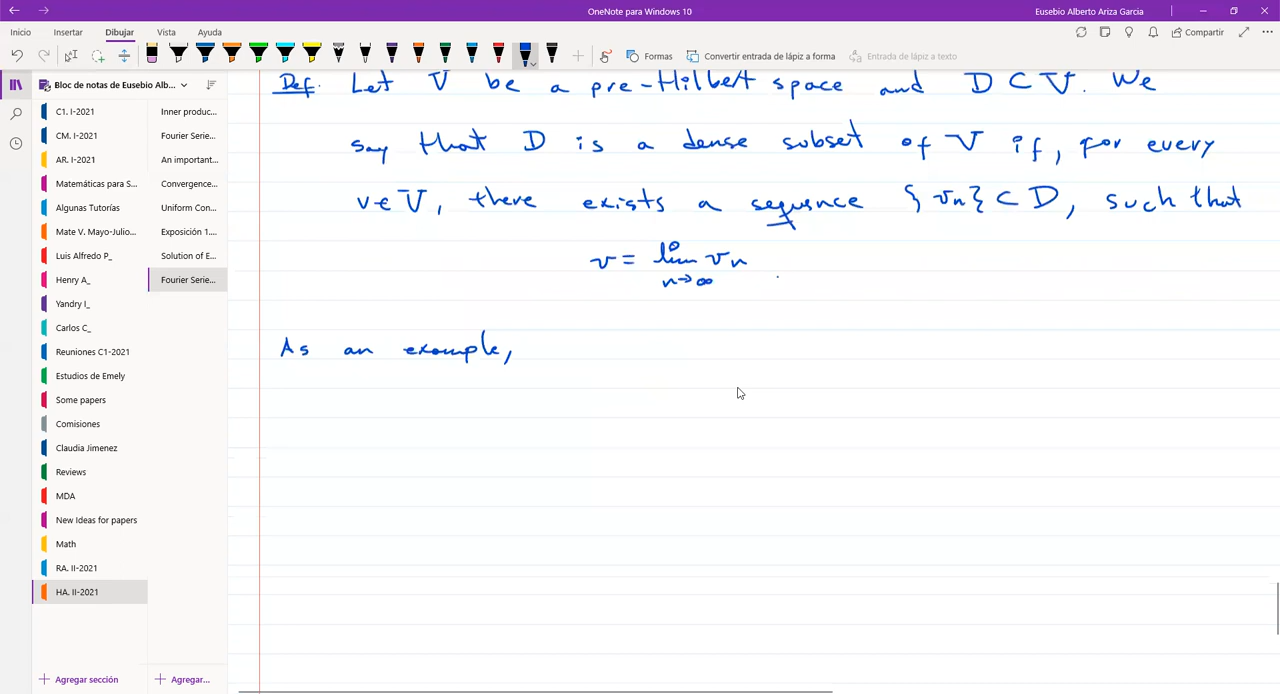 OneNote para Windows 10
Eusebio Alberto Ariza Garcia
Inicio
Insertar
Dibujar
Vista
Ayuda
Compartir
Formas
Convertir entrada de lápiz a forma
Entrada de lápiz a texto
Bloc de notas de Eusebio Alb...
C1. I-2021
CM. I-2021
AR. I-2021
Matemáticas para S...
Algunas Tutorías
Mate V. Mayo-Julio...
Luis Alfredo P_
Henry A_
Yandry I_
Carlos C_
Reuniones C1-2021
Estudios de Emely
Some papers
Comisiones
Claudia Jimenez
Reviews
MDA
New Ideas for papers
Math
RA. II-2021
HA. II-2021
Agregar sección
Inner produc...
Fourier Serie...
An important...
Convergence...
Uniform Con...
Exposición 1....
Solution of E...
Fourier Serie...
Agregar...
Def. Let V be a pre-Hilbert space and D ⊂ V. We
say that D is a dense subset of V if, for every
v ∈ V, there exists a sequence {vn} ⊂ D, such that
v = lim vn
n→∞
As an example,